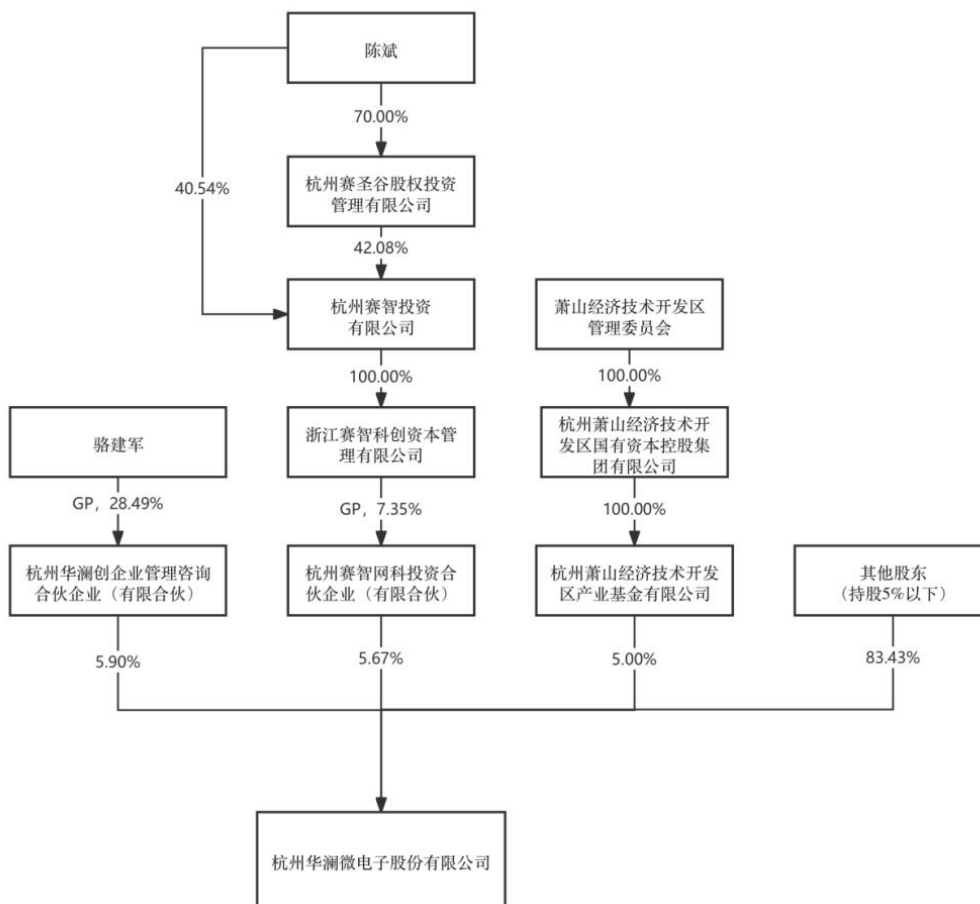 陈斌
70.00%
40.54%
杭州赛圣谷股权投资
管理有限公司
42.08%
杭州赛智投资
有限公司
萧山经济技术开发区
管理委员会
100.00%
100.00%
骆建军
浙江赛智科创资本管
理有限公司
杭州萧山经济技术开
发区国有资本控股集
团有限公司
GP，28.49%
GP，7.35%
100.00%
杭州华澜创企业管理咨询
合伙企业（有限合伙）
杭州赛智网科投资合
伙企业（有限合伙）
杭州萧山经济技术开发
区产业基金有限公司
其他股东
（持股5%以下）
5.90%
5.67%
5.00%
83.43%
杭州华澜微电子股份有限公司